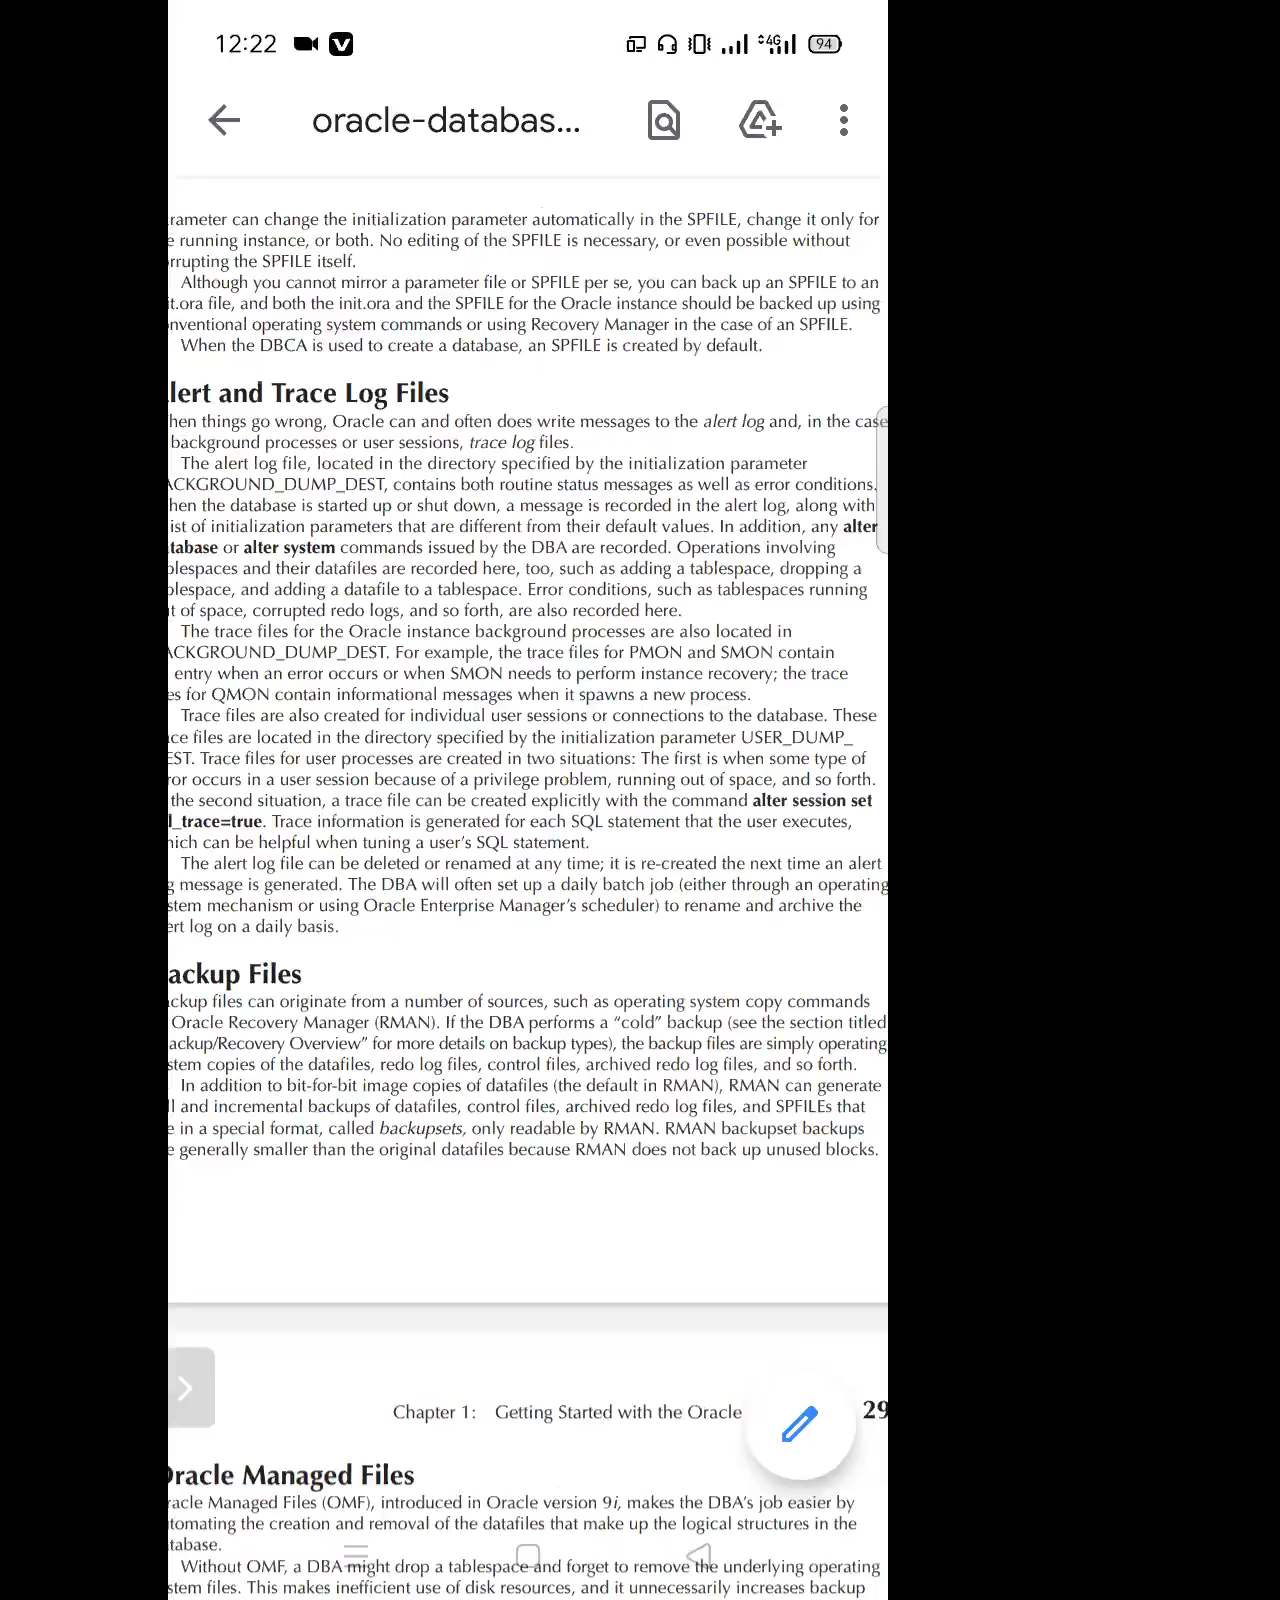 12:22
4G
94
oracle-databas...
rameter can change the initialization parameter automatically in the SPFILE, change it only for
e running instance, or both. No editing of the SPFILE is necessary, or even possible without
rrupting the SPFILE itself.
Although you cannot mirror a parameter file or SPFILE per se, you can back up an SPFILE to an
it.ora file, and both the init.ora and the SPFILE for the Oracle instance should be backed up using
nventional operating system commands or using Recovery Manager in the case of an SPFILE.
When the DBCA is used to create a database, an SPFILE is created by default.
lert and Trace Log Files
hen things go wrong, Oracle can and often does write messages to the alert log and, in the case
background processes or user sessions, trace log files.
The alert log file, located in the directory specified by the initialization parameter
ACKGROUND_DUMP_DEST, contains both routine status messages as well as error conditions.
hen the database is started up or shut down, a message is recorded in the alert log, along with
ist of initialization parameters that are different from their default values. In addition, any alter
tabase or alter system commands issued by the DBA are recorded. Operations involving
blespaces and their datafiles are recorded here, too, such as adding a tablespace, dropping a
blespace, and adding a datafile to a tablespace. Error conditions, such as tablespaces running
t of space, corrupted redo logs, and so forth, are also recorded here.
The trace files for the Oracle instance background processes are also located in
ACKGROUND_DUMP_DEST. For example, the trace files for PMON and SMON contain
entry when an error occurs or when SMON needs to perform instance recovery; the trace
es for QMON contain informational messages when it spawns a new process.
Trace files are also created for individual user sessions or connections to the database. These
ce files are located in the directory specified by the initialization parameter USER_DUMP_
EST. Trace files for user processes are created in two situations: The first is when some type of
ror occurs in a user session because of a privilege problem, running out of space, and so forth.
the second situation, a trace file can be created explicitly with the command alter session set
l_trace=true. Trace information is generated for each SQL statement that the user executes,
hich can be helpful when tuning a user's SQL statement.
The alert log file can be deleted or renamed at any time; it is re-created the next time an alert
g message is generated. The DBA will often set up a daily batch job (either through an operating
stem mechanism or using Oracle Enterprise Manager's scheduler) to rename and archive the
ert log on a daily basis.
ackup Files
ackup files can originate from a number of sources, such as operating system copy commands
Oracle Recovery Manager (RMAN). If the DBA performs a "cold" backup (see the section titled
ackup/Recovery Overview" for more details on backup types), the backup files are simply operating
stem copies of the datafiles, redo log files, control files, archived redo log files, and so forth.
In addition to bit-for-bit image copies of datafiles (the default in RMAN), RMAN can generate
ll and incremental backups of datafiles, control files, archived redo log files, and SPFILEs that
e in a special format, called backupsets, only readable by RMAN. RMAN backupset backups
e generally smaller than the original datafiles because RMAN does not back up unused blocks.
Chapter 1: Getting Started with the Oracle
29
Oracle Managed Files
racle Managed Files (OMF), introduced in Oracle version 9i, makes the DBA's job easier by
tomating the creation and removal of the datafiles that make up the logical structures in the
tabase.
Without OMF, a DBA might drop a tablespace and forget to remove the underlying operating
stem files. This makes inefficient use of disk resources, and it unnecessarily increases backup